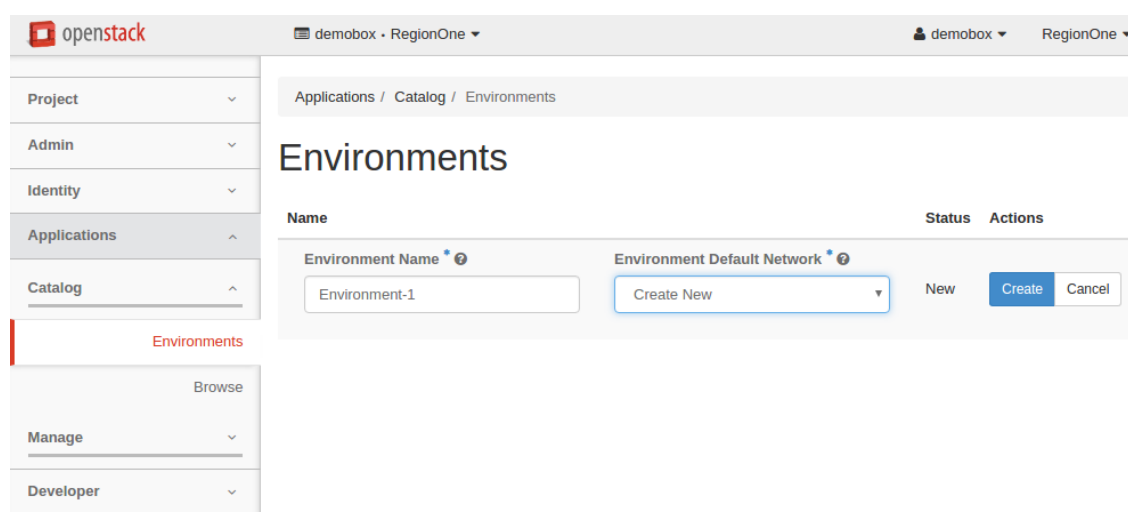 openstack
demobox • RegionOne
demobox
RegionOne
Project
Admin
Identity
Applications
Catalog
Environments
Browse
Manage
Developer
Applications / Catalog / Environments
Environments
Name Status Actions
Environment Name * Environment Default Network *
Environment-1 Create New New Create Cancel